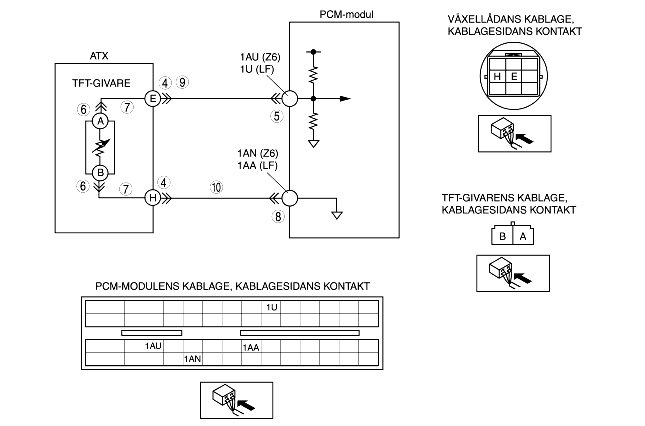 PCM-modul
VÄXELLÅDANS KABLAGE,
KABLAGESIDANS KONTAKT
ATX
TFT-GIVARE
1AU (Z6)
1U (LF)
4 9
E
5
6
7
A
B
6
7
4
H
10
8
1AN (Z6)
1AA (LF)
H E
TFT-GIVARENS KABLAGE,
KABLAGESIDANS KONTAKT
B A
PCM-MODULENS KABLAGE, KABLAGESIDANS KONTAKT
1U
1AU
1AA
1AN